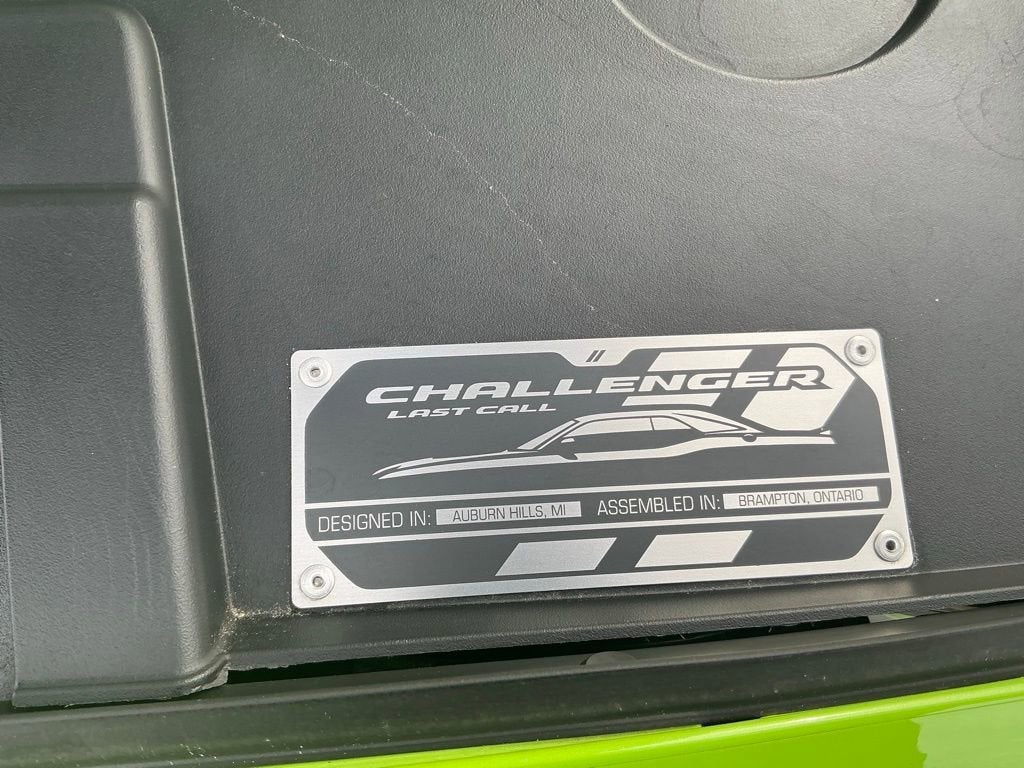 CHALLENGER
LAST CALL
DESIGNED IN: AUBURN HILLS, MI ASSEMBLED IN: BRAMPTON, ONTARIO